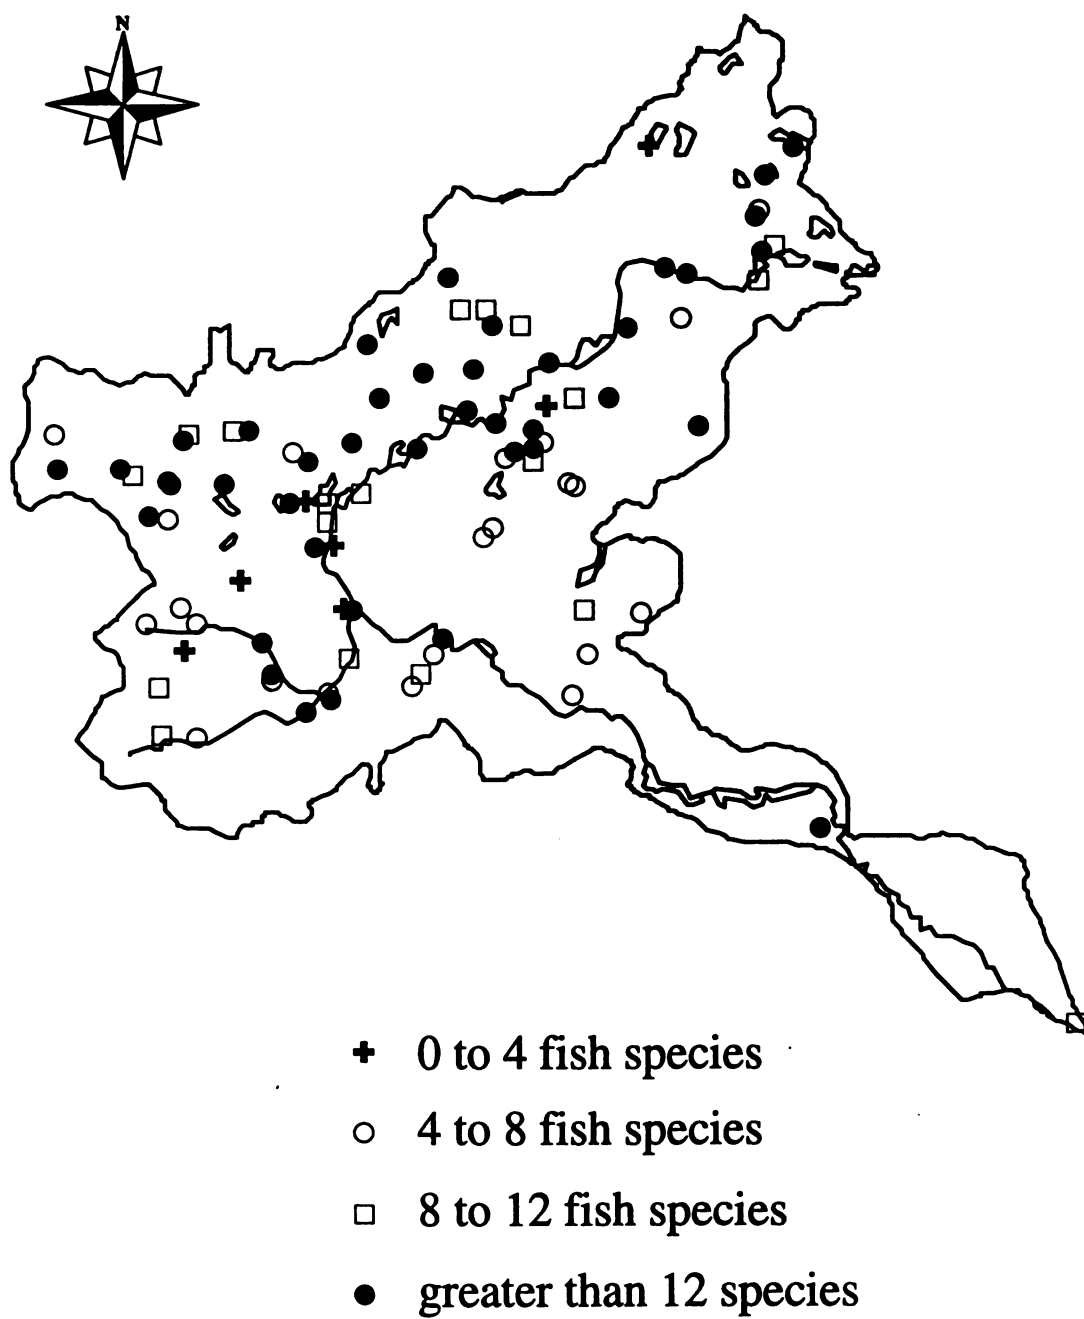 N
0 to 4 fish species
4 to 8 fish species
8 to 12 fish species
greater than 12 species